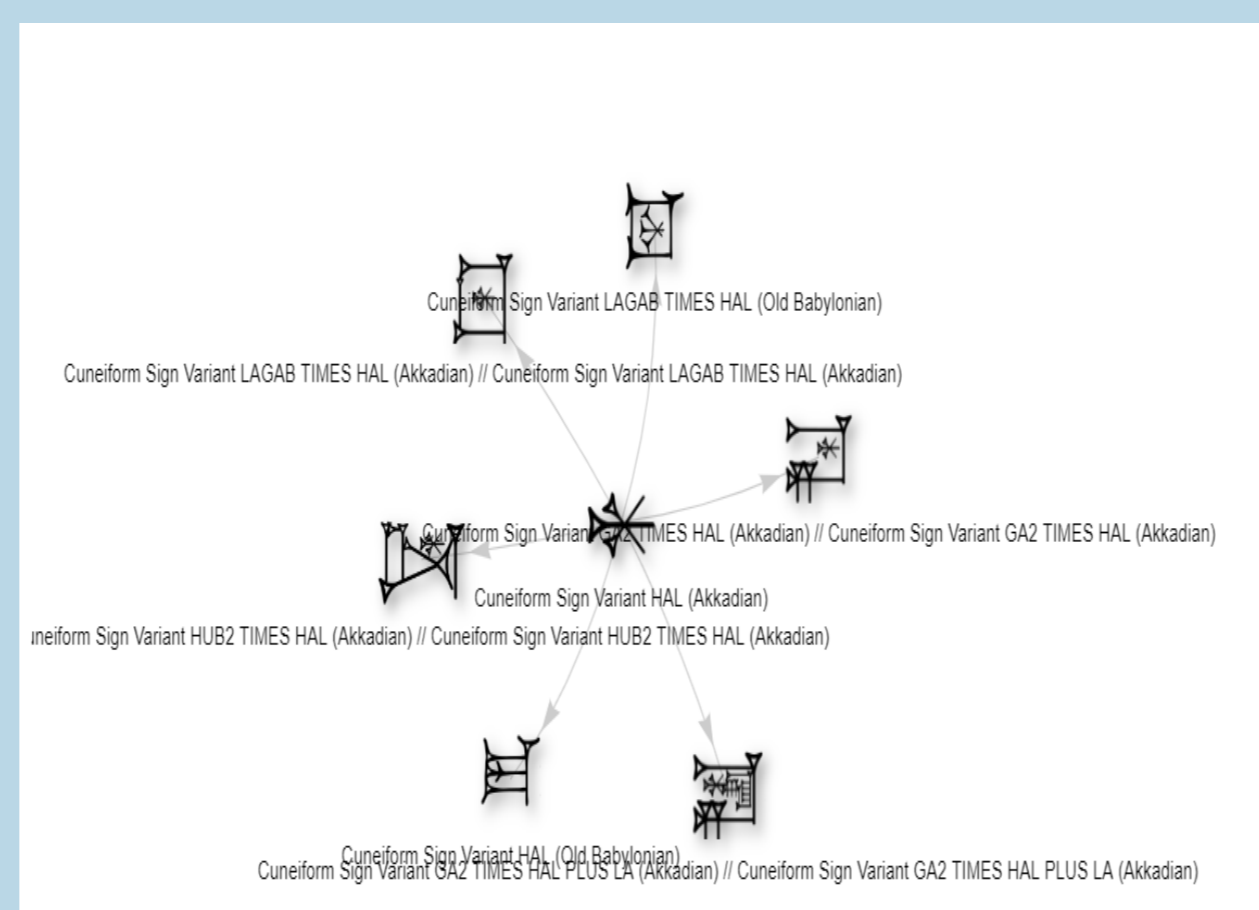 Cuneiform Sign Variant LAGAB TIMES HAL (Old Babylonian)
Cuneiform Sign Variant LAGAB TIMES HAL (Akkadian) // Cuneiform Sign Variant LAGAB TIMES HAL (Akkadian)
Cuneiform Sign Variant GA2 TIMES HAL (Akkadian) // Cuneiform Sign Variant GA2 TIMES HAL (Akkadian)
Cuneiform Sign Variant HAL (Akkadian)
uneiform Sign Variant HUB2 TIMES HAL (Akkadian) // Cuneiform Sign Variant HUB2 TIMES HAL (Akkadian)
Cuneiform Sign Variant HAL (Old Babylonian)
Cuneiform Sign Variant GA2 TIMES HAL PLUS LA (Akkadian) // Cuneiform Sign Variant GA2 TIMES HAL PLUS LA (Akkadian)